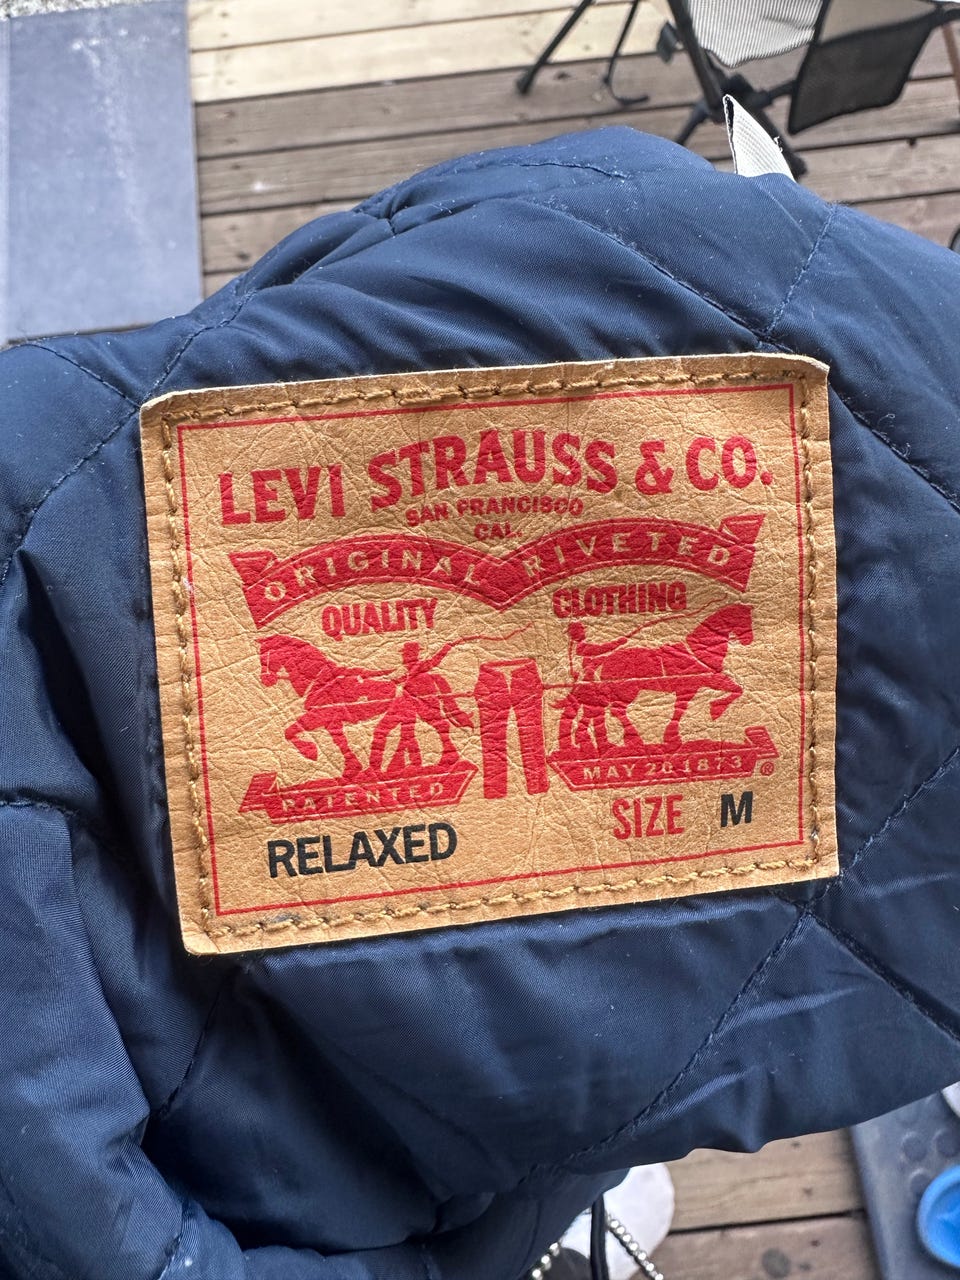 LEVI STRAUSS & CO.
SAN FRANCISCO
CAL.
ORIGINAL RIVETED
QUALITY CLOTHING
PATENTED MAY 20 1873 ®
RELAXED SIZE M